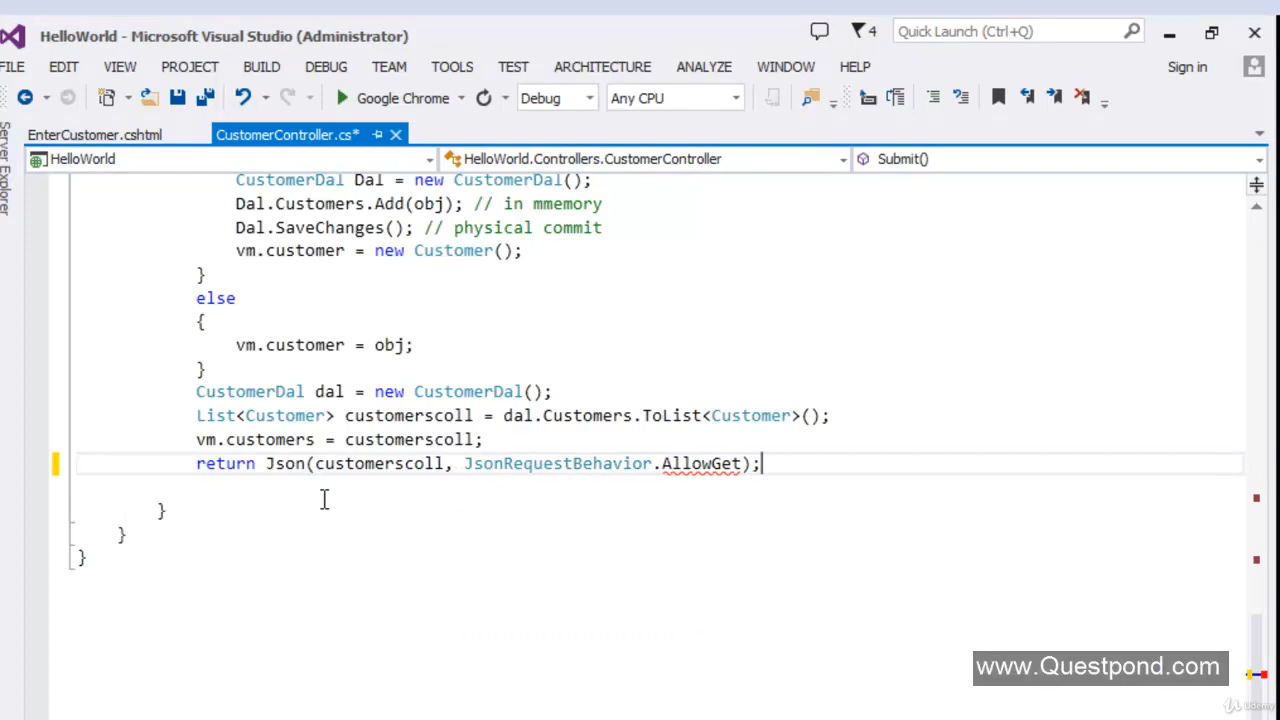 HelloWorld - Microsoft Visual Studio (Administrator)
4
Quick Launch (Ctrl+Q)
FILE EDIT VIEW PROJECT BUILD DEBUG TEAM TOOLS TEST ARCHITECTURE ANALYZE WINDOW HELP Sign in
Google Chrome Debug Any CPU
Server Explorer
EnterCustomer.cshtml CustomerController.cs*
HelloWorld HelloWorld.Controllers.CustomerController Submit()
CustomerDal Dal = new CustomerDal();
Dal.Customers.Add(obj); // in mmemory
Dal.SaveChanges(); // physical commit
vm.customer = new Customer();
}
else
{
vm.customer = obj;
}
CustomerDal dal = new CustomerDal();
List<Customer> customerscoll = dal.Customers.ToList<Customer>();
vm.customers = customerscoll;
return Json(customerscoll, JsonRequestBehavior.AllowGet);
}
}
}
www.Questpond.com
Udemy